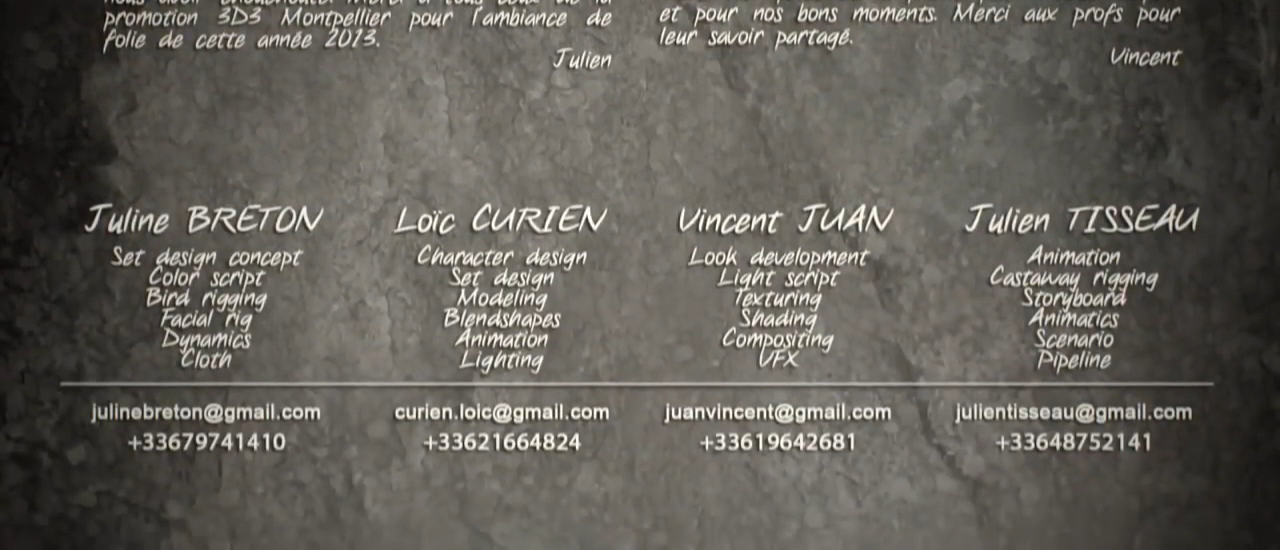 promotion 3D3 Montpellier pour l'ambiance de
folie de cette année 2013.
Julien
et pour nos bons moments. Merci aux profs pour
leur savoir partagé.
Vincent
Juline BRETON
Set design concept
Color script
Bird rigging
Facial rig
Dynamics
Cloth
julinebreton@gmail.com
+33679741410
Loïc CURIEN
Character design
Set design
Modeling
Blendshapes
Animation
Lighting
curien.loic@gmail.com
+33621664824
Vincent JUAN
Look development
Light script
Texturing
Shading
Compositing
VFX
juanvincent@gmail.com
+33619642681
Julien TISSEAU
Animation
Castaway rigging
Storyboard
Animatics
Scenario
Pipeline
julientisseau@gmail.com
+33648752141